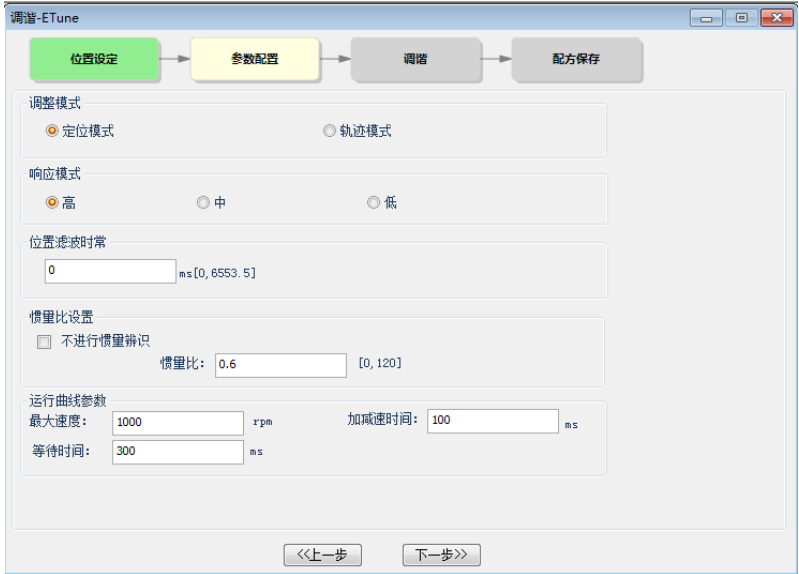 调谐-ETune
位置设定 参数配置 调谐 配方保存
调整模式
定位模式 轨迹模式
响应模式
高 中 低
位置滤波时常
0 ms[0,6553.5]
惯量比设置
不进行惯量辨识
惯量比: 0.6 [0,120]
运行曲线参数
最大速度: 1000 rpm 加减速时间: 100 ms
等待时间: 300 ms
<<上一步 下一步>>